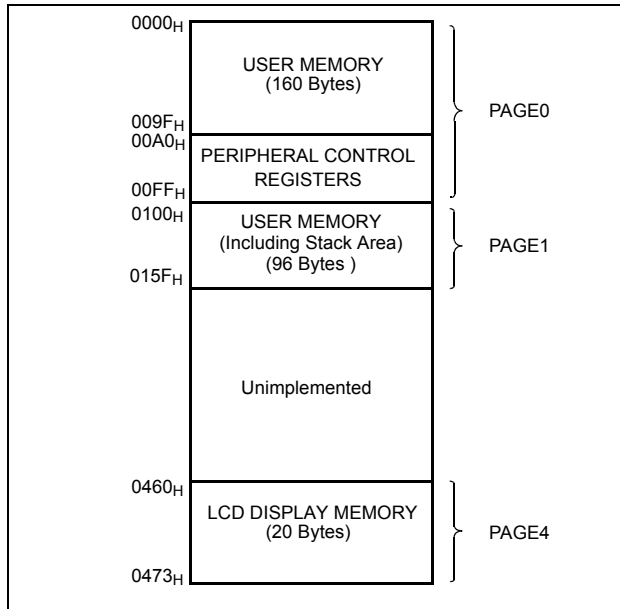 0000H
USER MEMORY
(160 Bytes)
PAGE0
009FH
00A0H
PERIPHERAL CONTROL
REGISTERS
00FFH
0100H
USER MEMORY
(Including Stack Area)
(96 Bytes )
PAGE1
015FH
Unimplemented
0460H
LCD DISPLAY MEMORY
(20 Bytes)
PAGE4
0473H